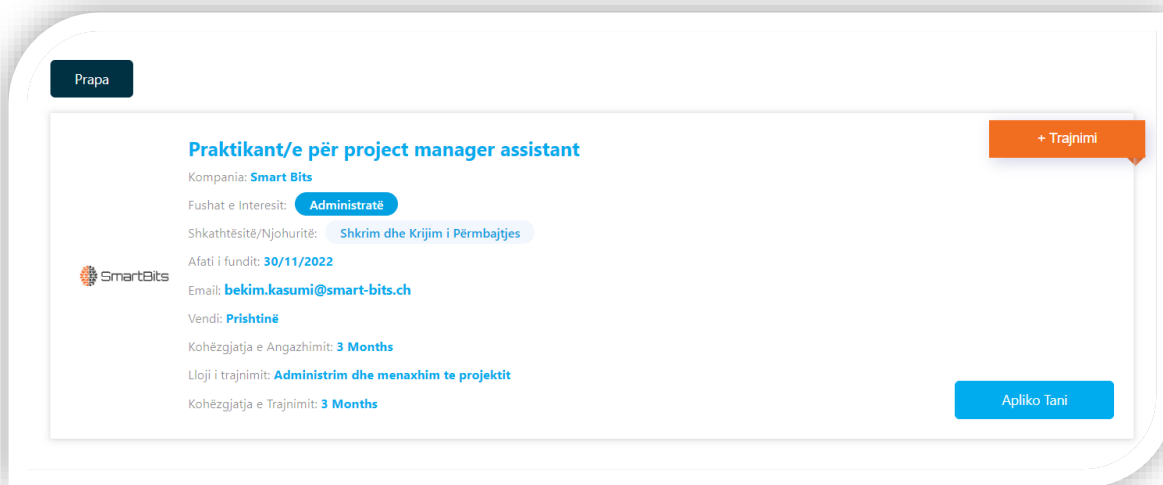 Prapa
+ Trajnimi
Praktikant/e për project manager assistant
Kompania: Smart Bits
Fushat e Interesit: Administratë
Shkathtësitë/Njohuritë: Shkrim dhe Krijim i Përmbajtjes
Afati i fundit: 30/11/2022
SmartBits
Email: bekim.kasumi@smart-bits.ch
Vendi: Prishtinë
Kohëzgjatja e Angazhimit: 3 Months
Lloji i trajnimit: Administrim dhe menaxhim te projektit
Kohëzgjatja e Trajnimit: 3 Months
Apliko Tani